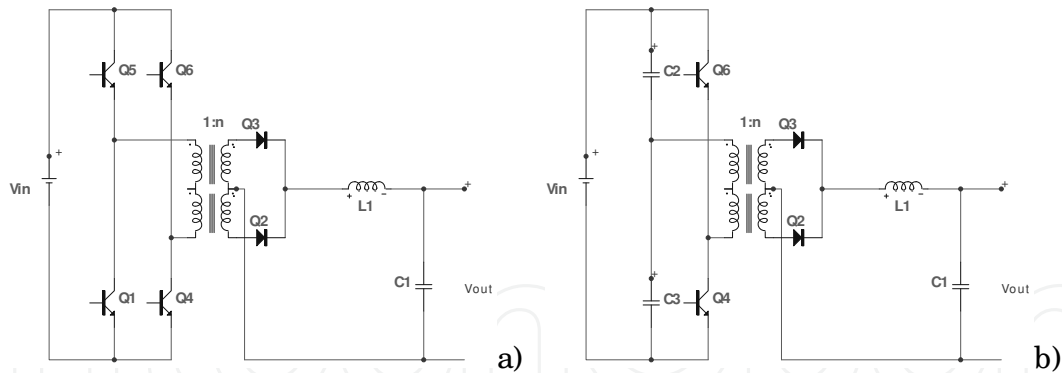 Q5
Q6
1:n
Q3
Vin
+
+
-
L1
+
Q2
Q1
Q4
C1
Vout
a)
+
C2
Q6
1:n
Q3
+
Vin
+
-
L1
+
Q2
+
C3
Q4
C1
Vout
b)